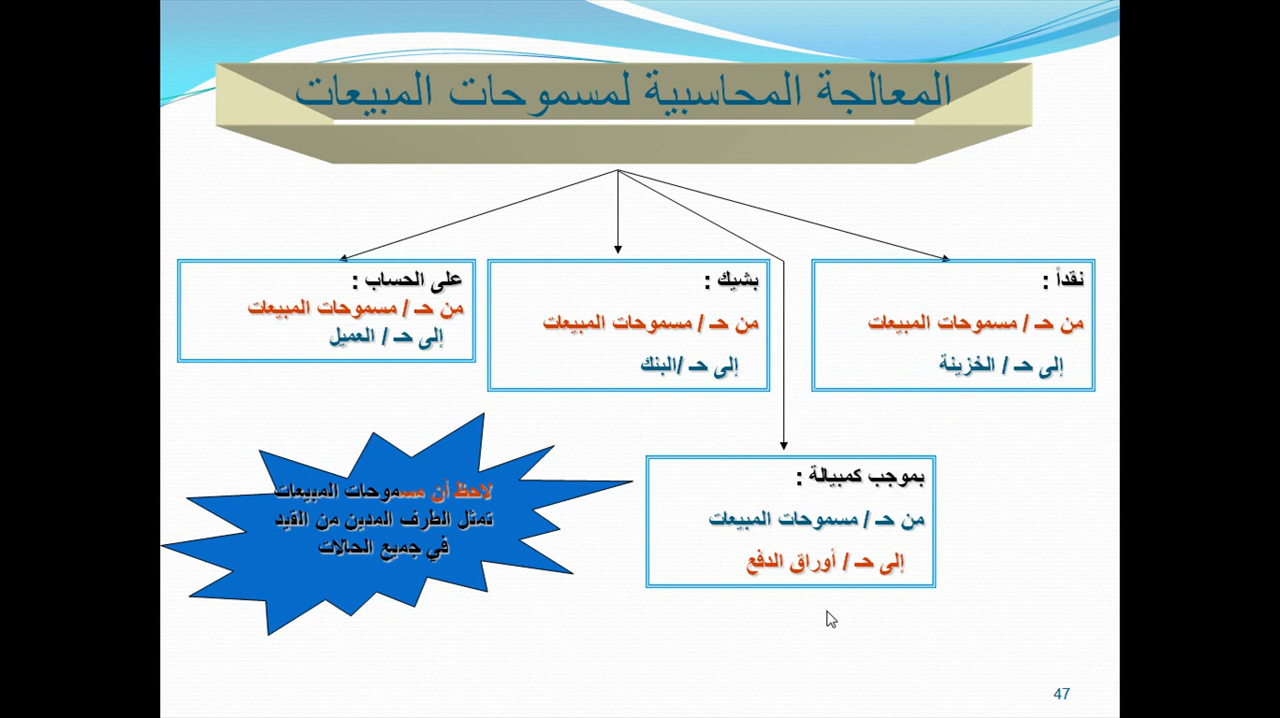 المعالجة المحاسبية لمسموحات المبيعات
نقداً :
من حـ / مسموحات المبيعات
إلى حـ / الخزينة
بشيك :
من حـ / مسموحات المبيعات
إلى حـ /البنك
على الحساب :
من حـ / مسموحات المبيعات
إلى حـ / العميل
بموجب كمبيالة :
من حـ / مسموحات المبيعات
إلى حـ / أوراق الدفع
لاحظ أن مسموحات المبيعات
تمثل الطرف المدين من القيد
في جميع الحالات
47